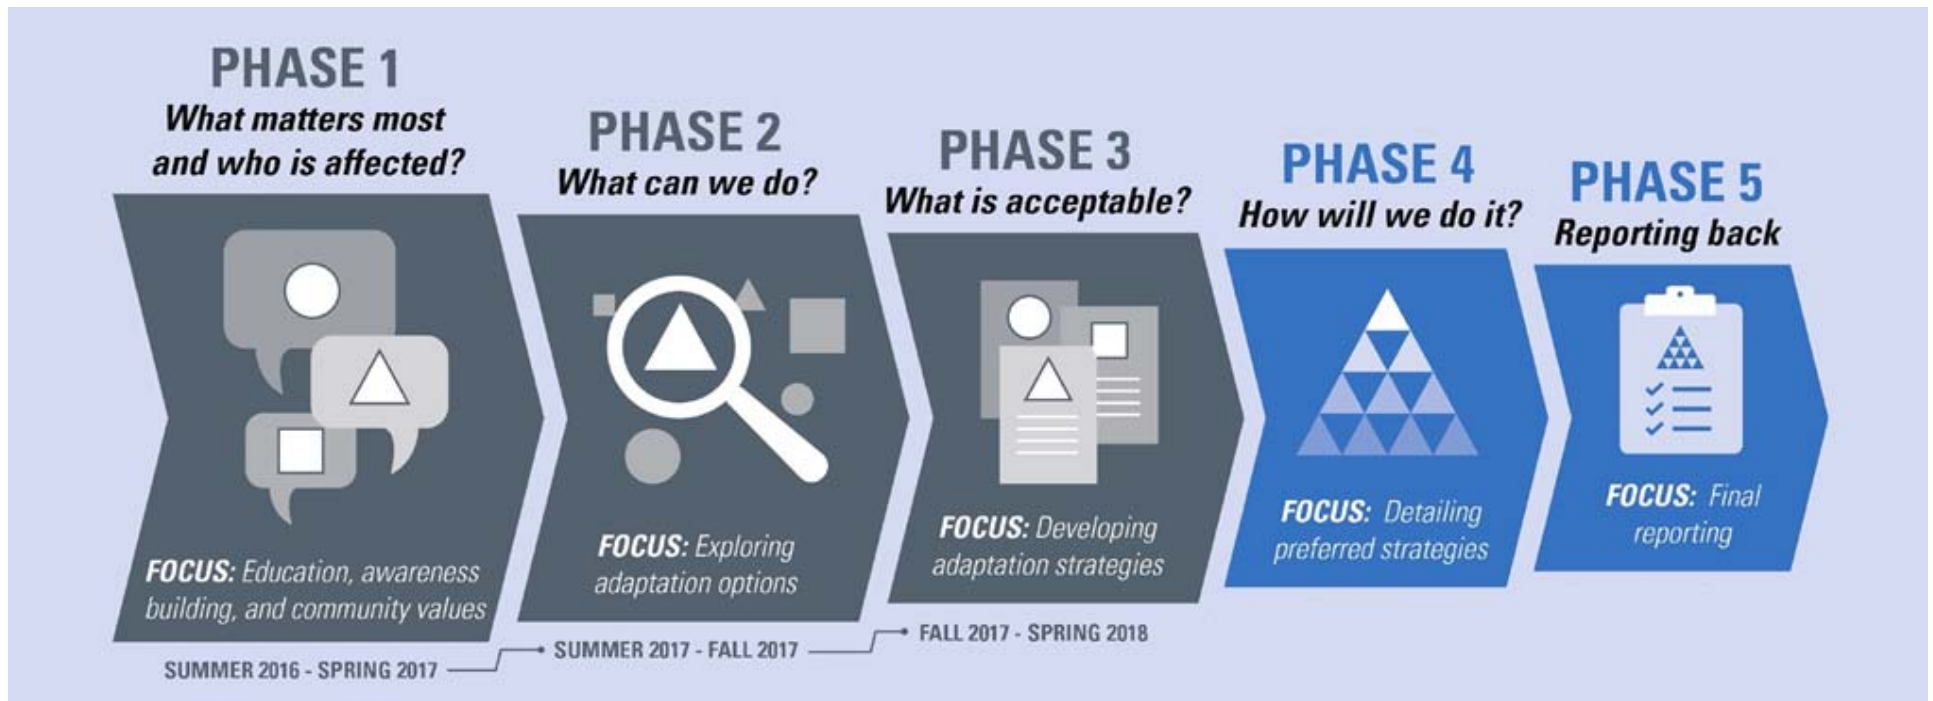 PHASE 1
What matters most
and who is affected?
FOCUS: Education, awareness
building, and community values
SUMMER 2016 - SPRING 2017
PHASE 2
What can we do?
FOCUS: Exploring
adaptation options
SUMMER 2017 - FALL 2017
PHASE 3
What is acceptable?
FOCUS: Developing
adaptation strategies
FALL 2017 - SPRING 2018
PHASE 4
How will we do it?
FOCUS: Detailing
preferred strategies
PHASE 5
Reporting back
FOCUS: Final
reporting